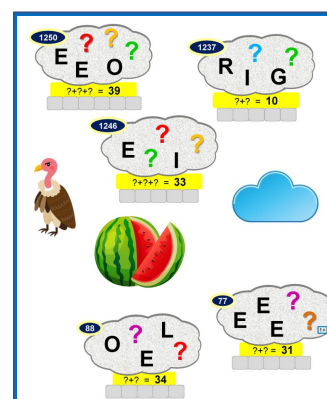 1250
E ? ? ?
E O
?+?+? = 39
1237
R ? I G ?
?+? = 10
1246
E ? ? I ?
?+?+? = 33
88
O ? E L ?
?+? = 34
77
E E ? E ?
?+? = 31